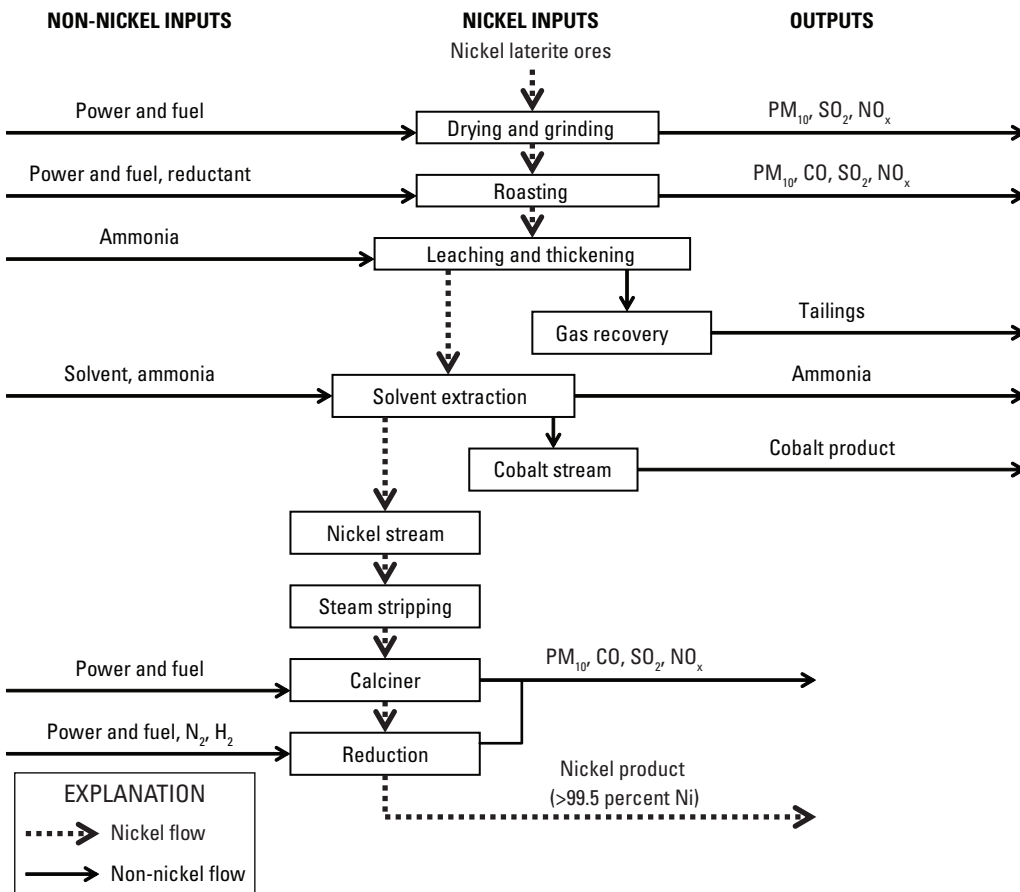 NON-NICKEL INPUTS
NICKEL INPUTS
OUTPUTS
Nickel laterite ores
Power and fuel
Drying and grinding
PM₁₀, SO₂, NOₓ
Power and fuel, reductant
Roasting
PM₁₀, CO, SO₂, NOₓ
Ammonia
Leaching and thickening
Gas recovery
Tailings
Solvent, ammonia
Solvent extraction
Ammonia
Cobalt stream
Cobalt product
Nickel stream
Steam stripping
Power and fuel
Calciner
PM₁₀, CO, SO₂, NOₓ
Power and fuel, N₂, H₂
Reduction
Nickel product
(>99.5 percent Ni)
EXPLANATION
Nickel flow
Non-nickel flow